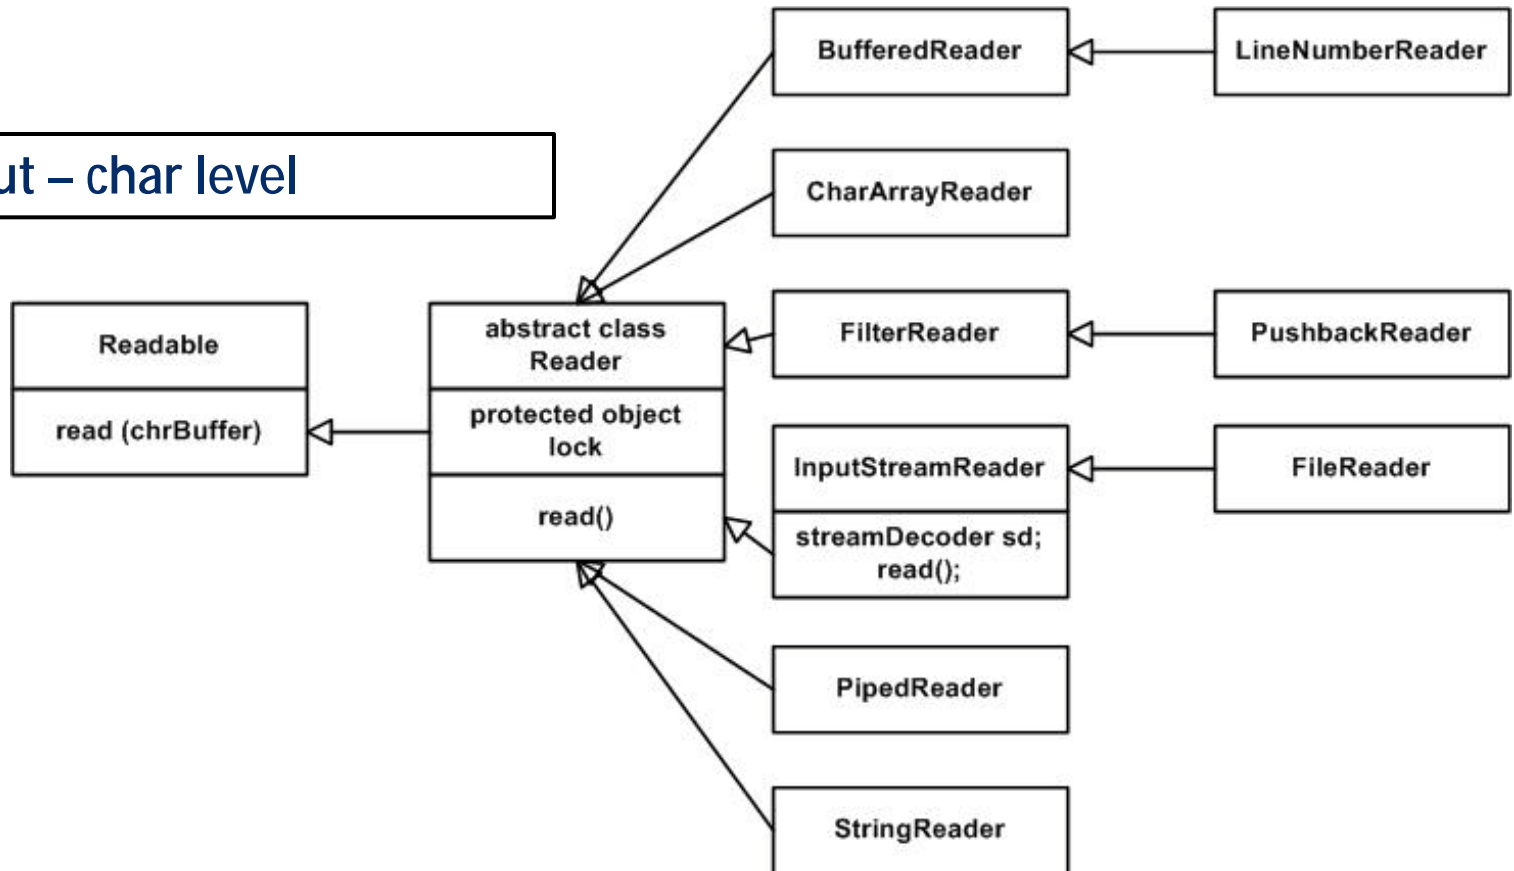 BufferedReader
LineNumberReader
ut – char level
CharArrayReader
Readable
read (chrBuffer)
abstract class
Reader
protected object
lock
read()
FilterReader
PushbackReader
InputStreamReader
streamDecoder sd;
read();
FileReader
PipedReader
StringReader